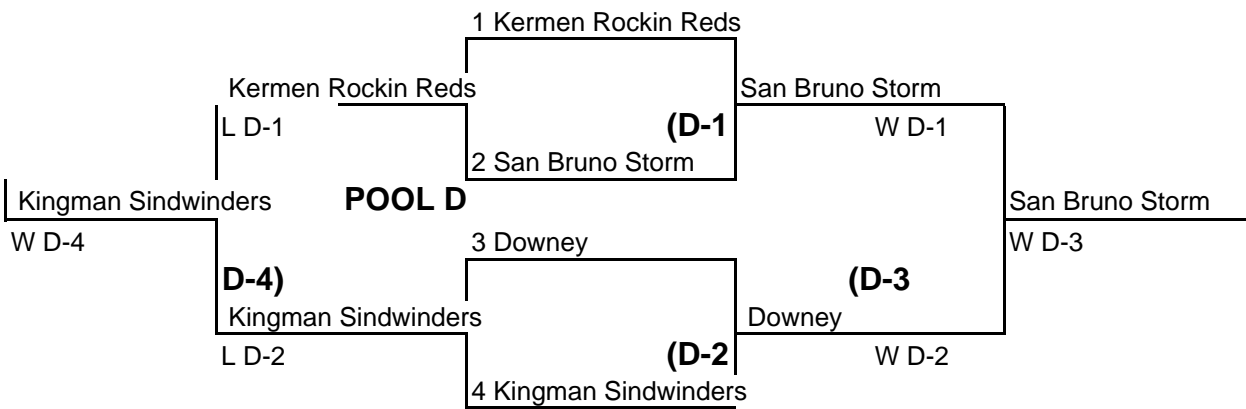 1 Kermen Rockin Reds
Kermen Rockin Reds
San Bruno Storm
L D-1
(D-1
W D-1
2 San Bruno Storm
Kingman Sindwinders
POOL D
San Bruno Storm
W D-4
3 Downey
W D-3
D-4)
(D-3
Kingman Sindwinders
Downey
L D-2
(D-2
W D-2
4 Kingman Sindwinders